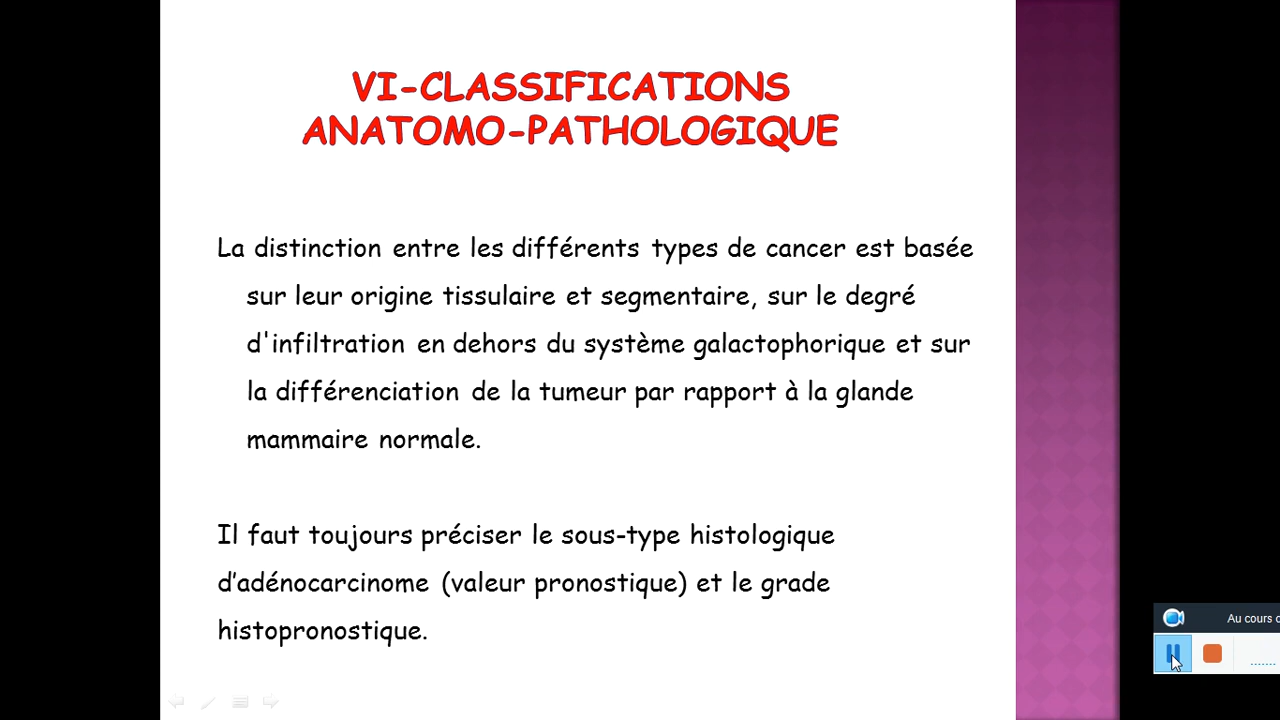 VI-CLASSIFICATIONS
ANATOMO-PATHOLOGIQUE
La distinction entre les différents types de cancer est basée
sur leur origine tissulaire et segmentaire, sur le degré
d'infiltration en dehors du système galactophorique et sur
la différenciation de la tumeur par rapport à la glande
mammaire normale.
Il faut toujours préciser le sous-type histologique
d’adénocarcinome (valeur pronostique) et le grade
histopronostique.
Au cours